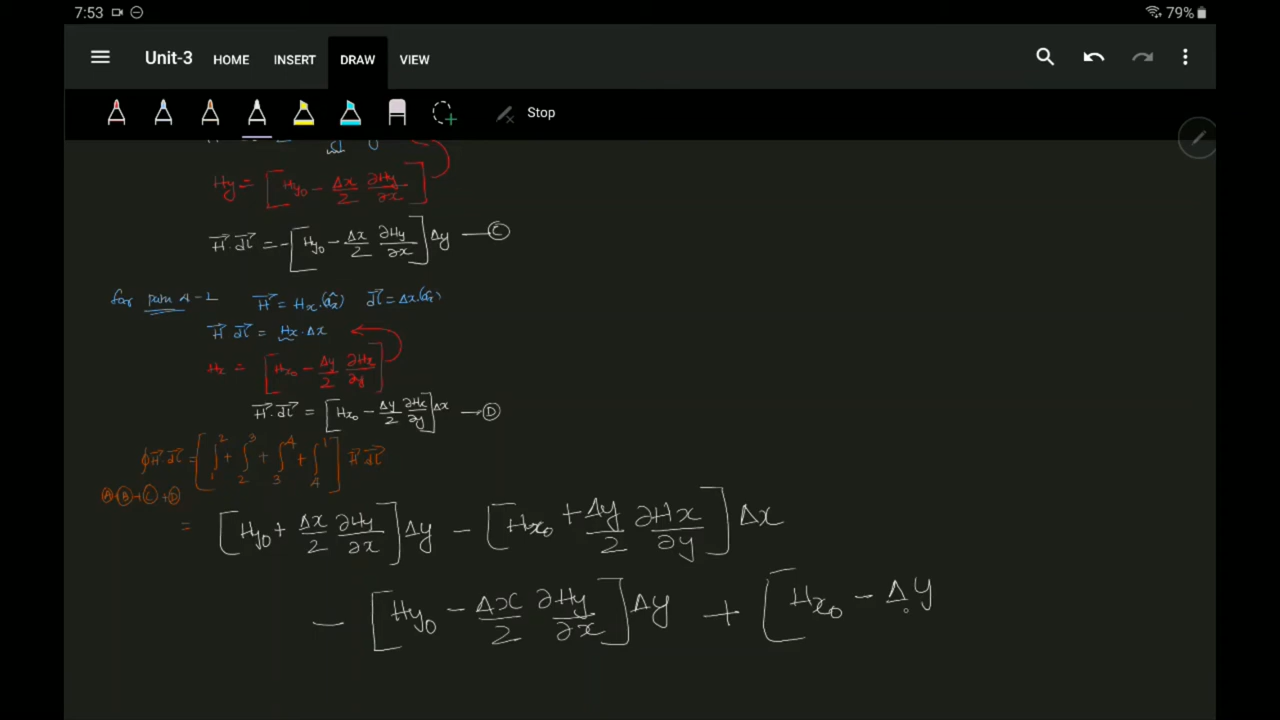 7:53 79%
Unit-3 HOME INSERT DRAW VIEW
Stop
Hy = [Hy₀ − Δx/2 ∂Hy/∂x]
H⃗.dl⃗ = −[Hy₀ − Δx/2 ∂Hy/∂x] Δy —Ⓒ
for path 4-1 H⃗ = Hx.(âx) dl⃗ = Δx.(âx)
H⃗ dl⃗ = Hx.Δx
Hx = [Hx₀ − Δy/2 ∂Hx/∂y]
H⃗.dl⃗ = [Hx₀ − Δy/2 ∂Hx/∂y] Δx —Ⓓ
∮H⃗.dl⃗ = [∫₁² + ∫₂³ + ∫₃⁴ + ∫₄¹] H⃗.dl⃗
Ⓐ+Ⓑ+Ⓒ+Ⓓ
= [Hy₀ + Δx/2 ∂Hy/∂x] Δy − [Hx₀ + Δy/2 ∂Hx/∂y] Δx
− [Hy₀ − Δx/2 ∂Hy/∂x] Δy + [Hx₀ − Δy